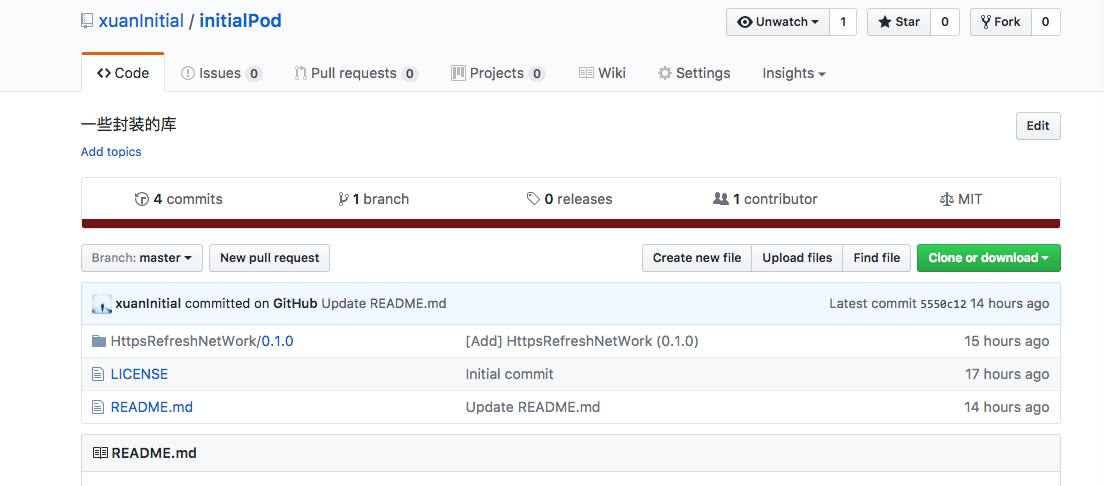 xuanInitial / initialPod
Unwatch 1 Star 0 Fork 0
Code Issues 0 Pull requests 0 Projects 0 Wiki Settings Insights
一些封装的库
Edit
Add topics
4 commits 1 branch 0 releases 1 contributor MIT
Branch: master New pull request Create new file Upload files Find file Clone or download
xuanInitial committed on GitHub Update README.md Latest commit 5550c12 14 hours ago
HttpsRefreshNetWork/0.1.0 [Add] HttpsRefreshNetWork (0.1.0) 15 hours ago
LICENSE Initial commit 17 hours ago
README.md Update README.md 14 hours ago
README.md